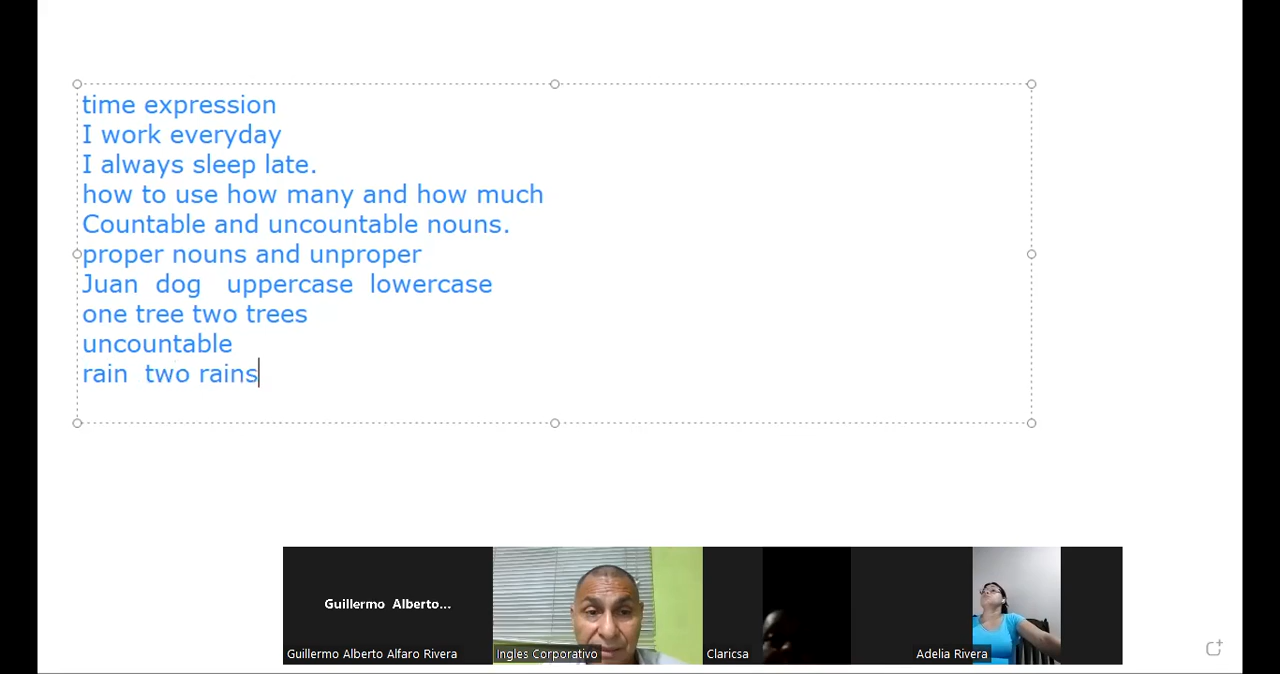 time expression
I work everyday
I always sleep late.
how to use how many and how much
Countable and uncountable nouns.
proper nouns and unproper
Juan  dog   uppercase  lowercase
one tree two trees
uncountable
rain  two rains
Guillermo Alberto...
Guillermo Alberto Alfaro Rivera
Ingles Corporativo
Claricsa
Adelia Rivera